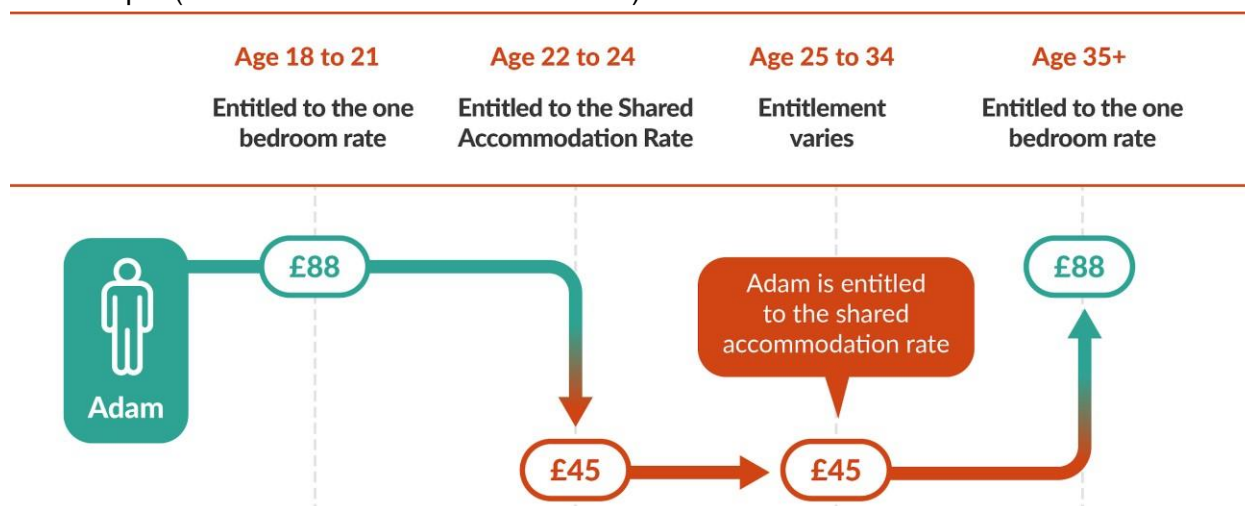 Age 18 to 21
Age 22 to 24
Age 25 to 34
Age 35+
Entitled to the one
bedroom rate
Entitled to the Shared
Accommodation Rate
Entitlement
varies
Entitled to the one
bedroom rate
Adam
£88
£45
Adam is entitled
to the shared
accommodation rate
£45
£88